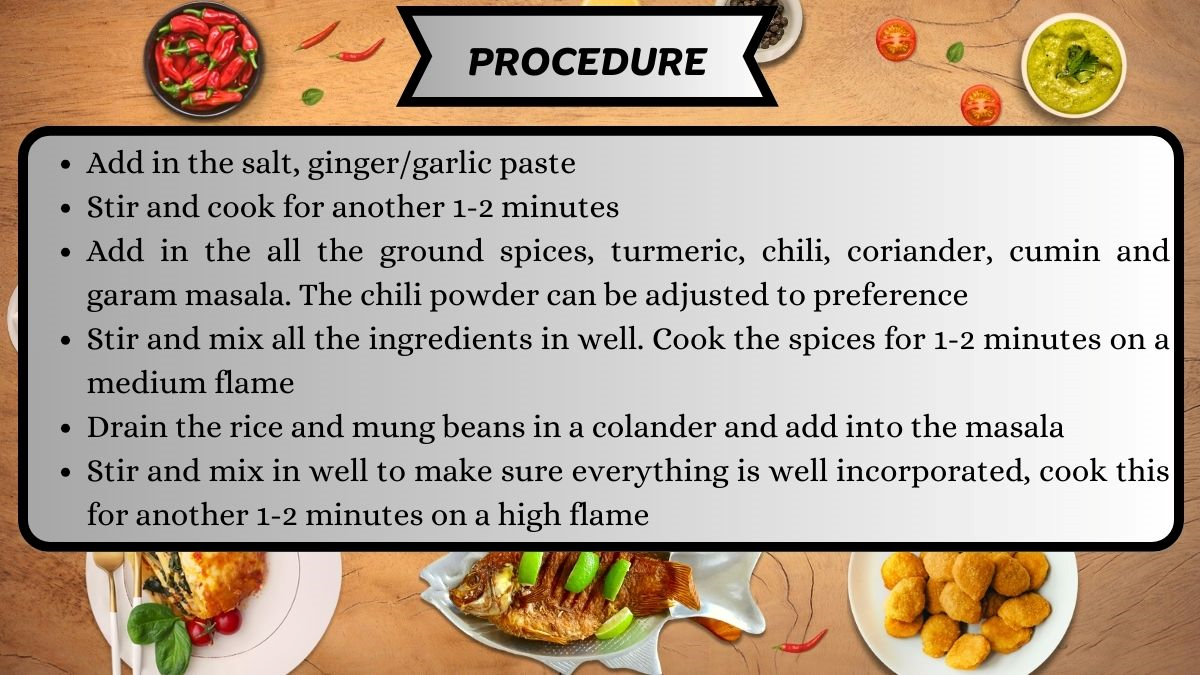 PROCEDURE
• Add in the salt, ginger/garlic paste
• Stir and cook for another 1-2 minutes
• Add in the all the ground spices, turmeric, chili, coriander, cumin and
garam masala. The chili powder can be adjusted to preference
• Stir and mix all the ingredients in well. Cook the spices for 1-2 minutes on a
medium flame
• Drain the rice and mung beans in a colander and add into the masala
• Stir and mix in well to make sure everything is well incorporated, cook this
for another 1-2 minutes on a high flame